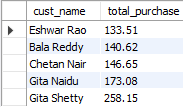 cust_name total_purchase
Eshwar Rao 133.51
Bala Reddy 140.62
Chetan Nair 146.65
Gita Naidu 173.08
Gita Shetty 258.15